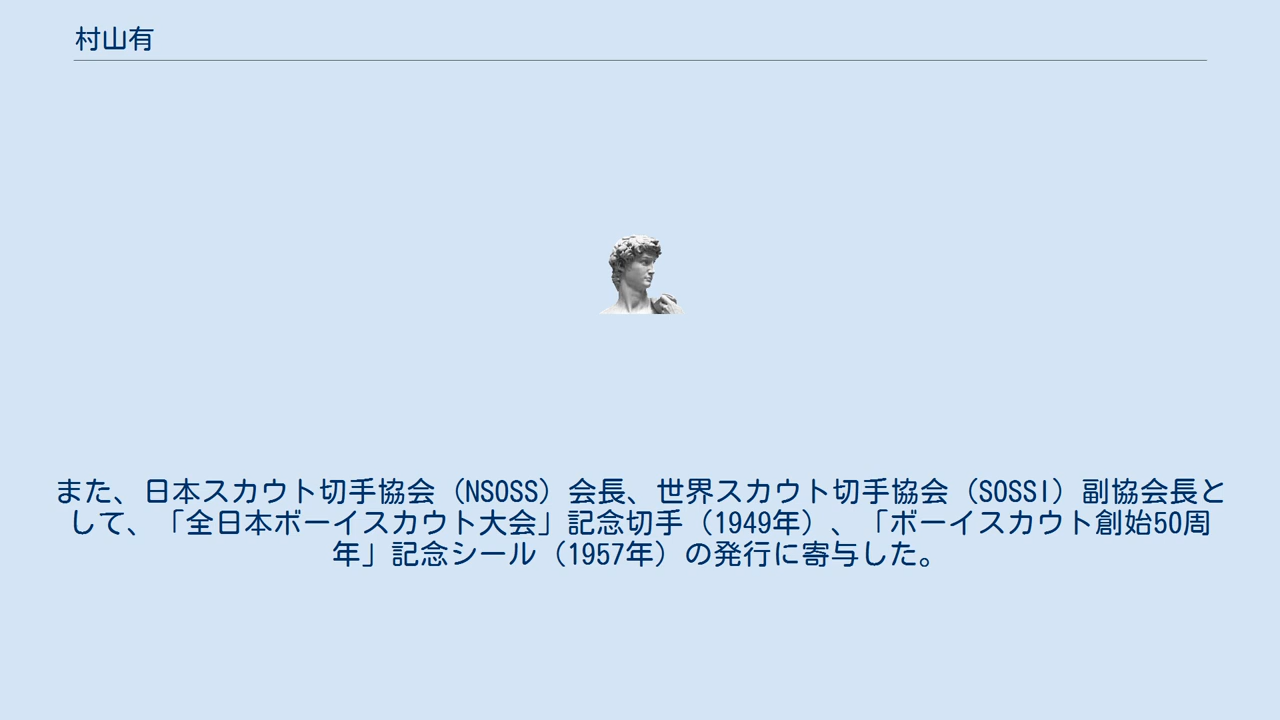 村山有
また、日本スカウト切手協会（NSOSS）会長、世界スカウト切手協会（SOSSI）副協会長と
して、「全日本ボーイスカウト大会」記念切手（1949年）、「ボーイスカウト創始50周
年」記念シール（1957年）の発行に寄与した。